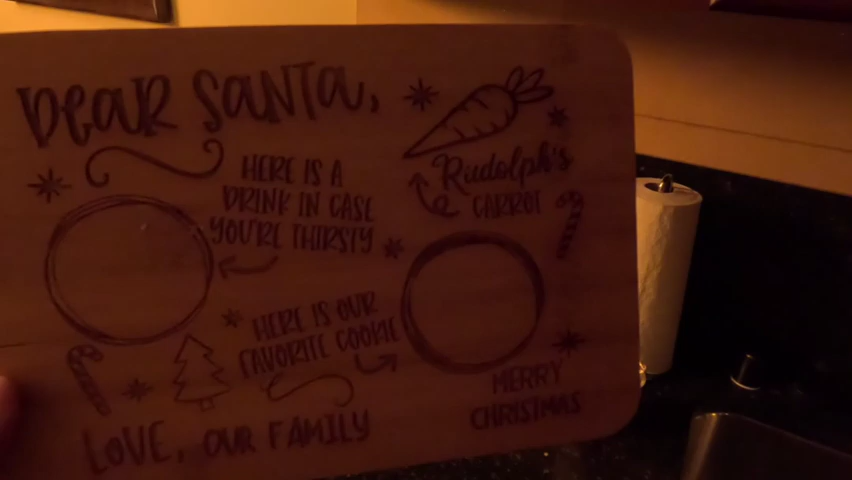 Dear Santa,
Rudolph's
CARROT
HERE IS A
DRINK IN CASE
YOU'RE THIRSTY
HERE IS OUR
FAVORITE COOKIE
MERRY
CHRISTMAS
LOVE, OUR FAMILY